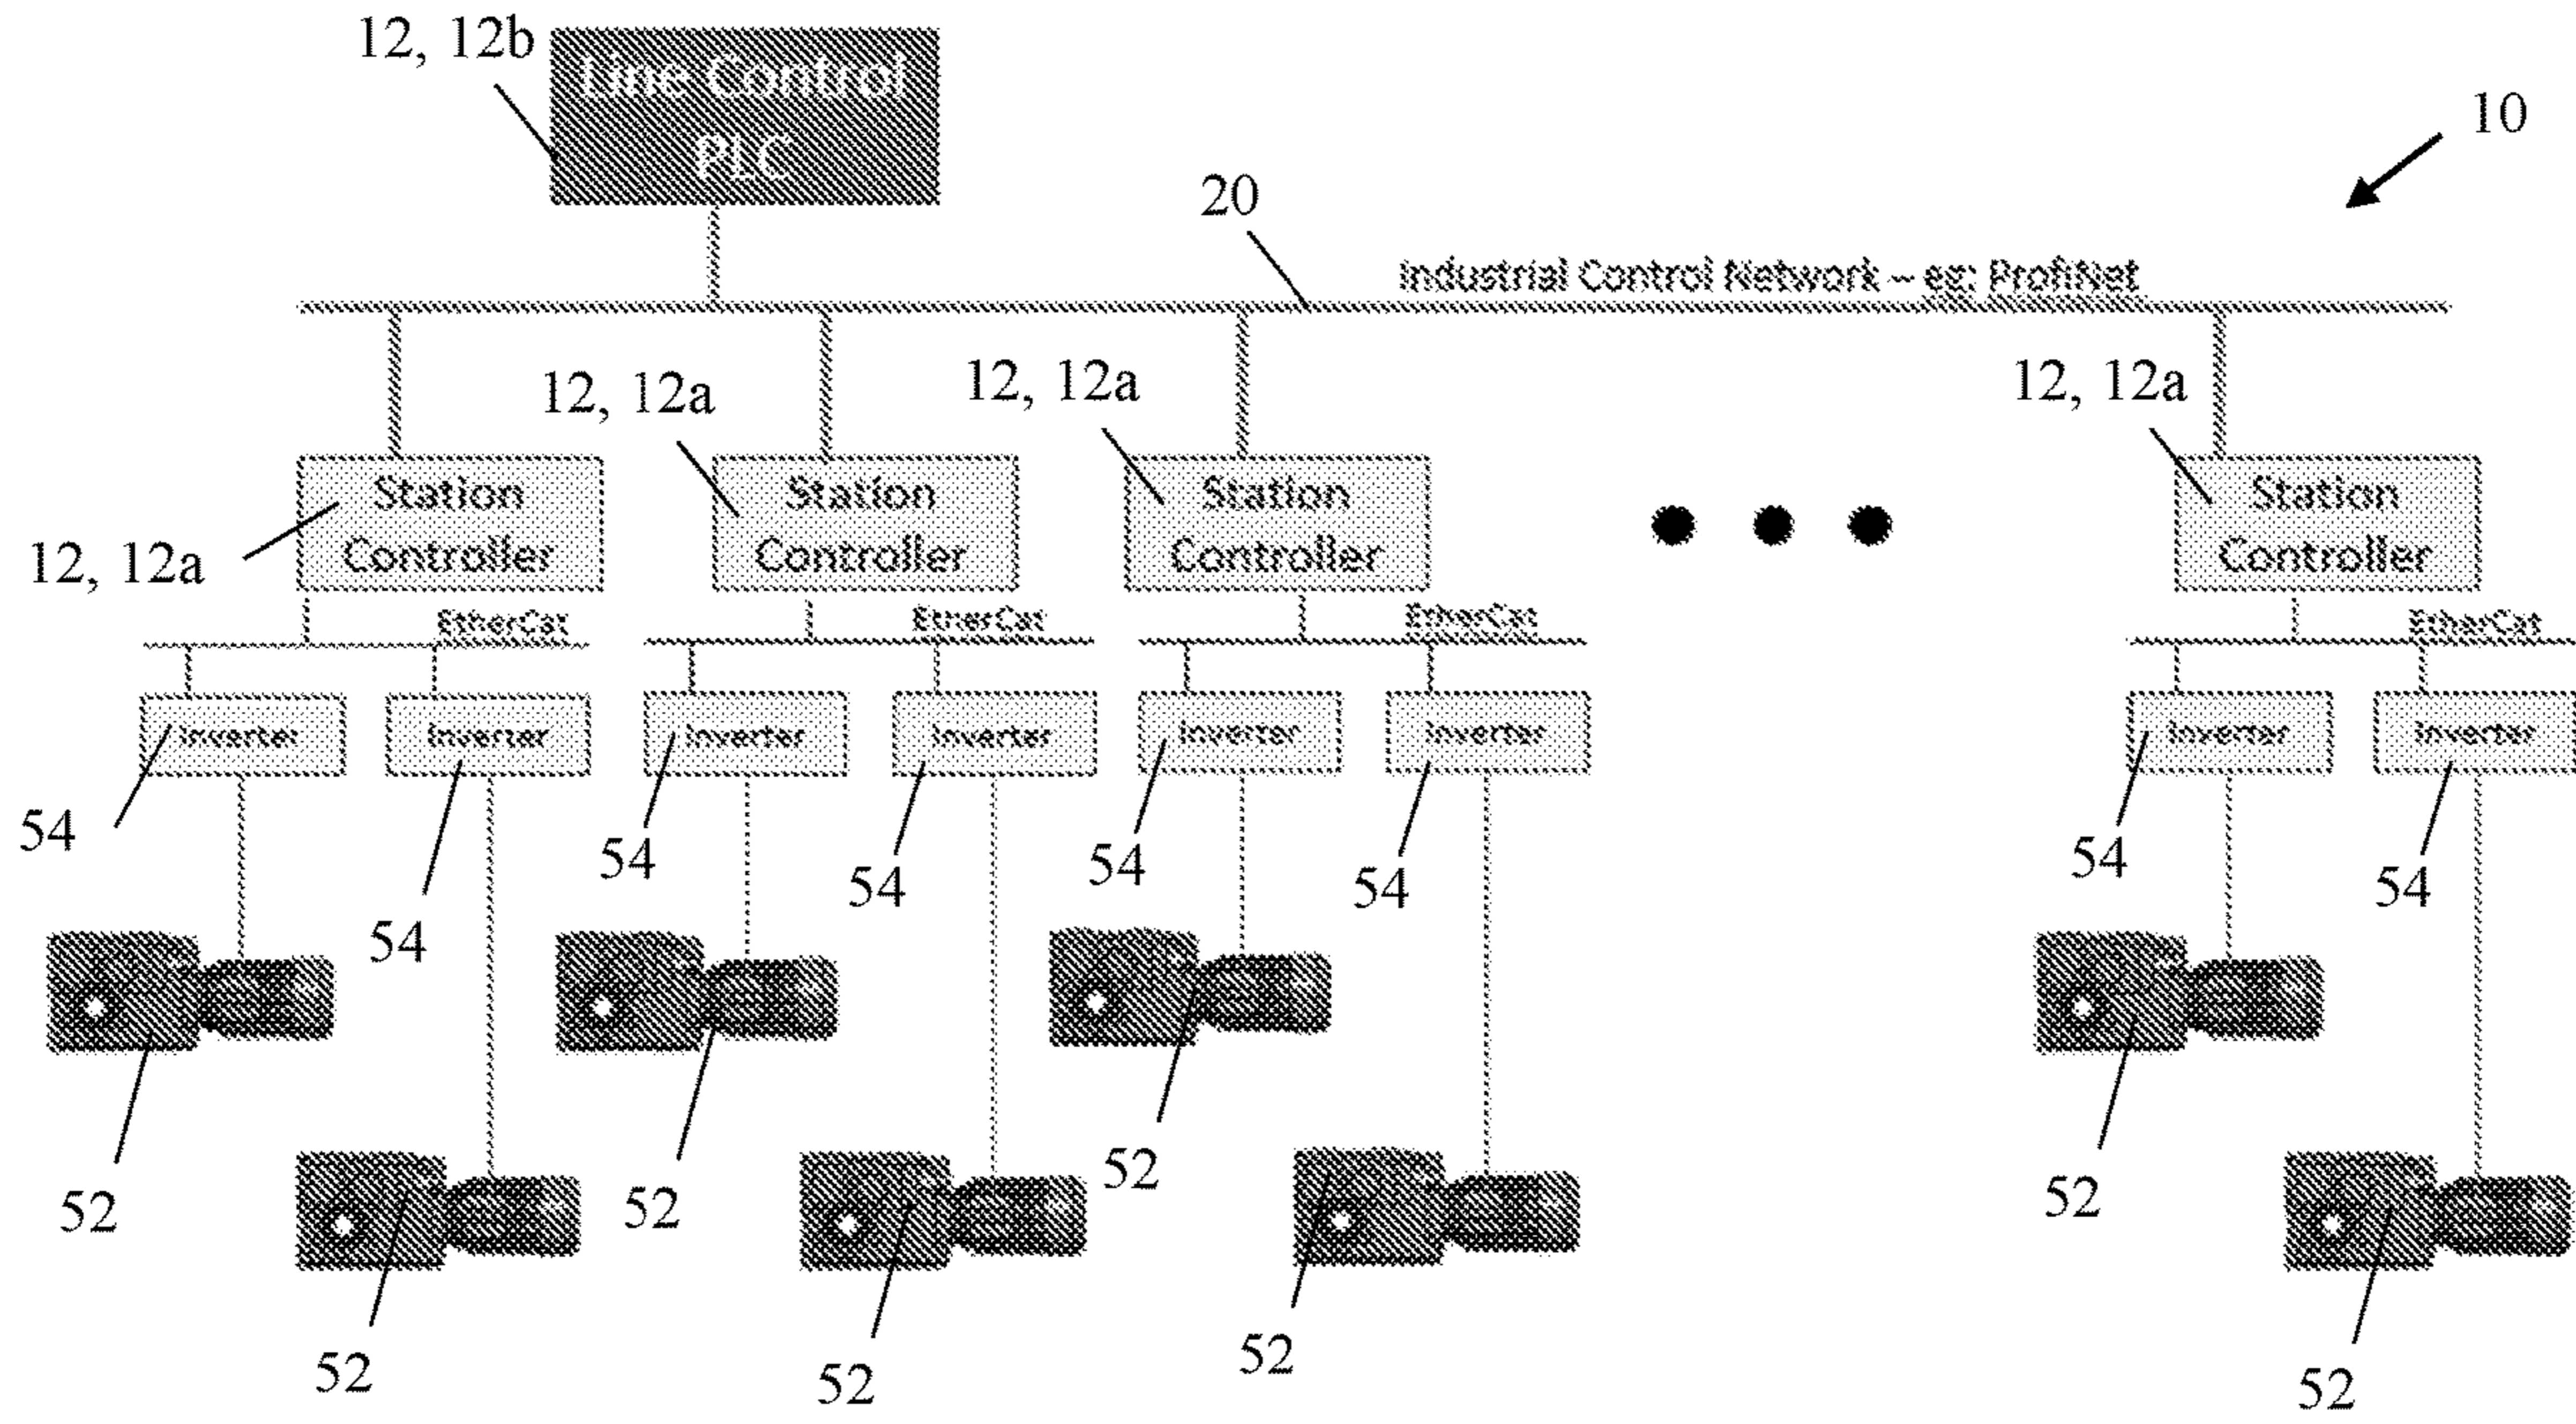 12, 12b
Line Control
PLC
10
20
Industrial Control Network – eg: ProfiNet
12, 12a
12, 12a
12, 12a
12, 12a
Station
Controller
Station
Controller
Station
Controller
Station
Controller
EtherCat
EtherCat
EtherCat
EtherCat
Inverter
Inverter
Inverter
Inverter
Inverter
Inverter
Inverter
Inverter
54
54
54
54
54
54
54
54
52
52
52
52
52
52
52
52